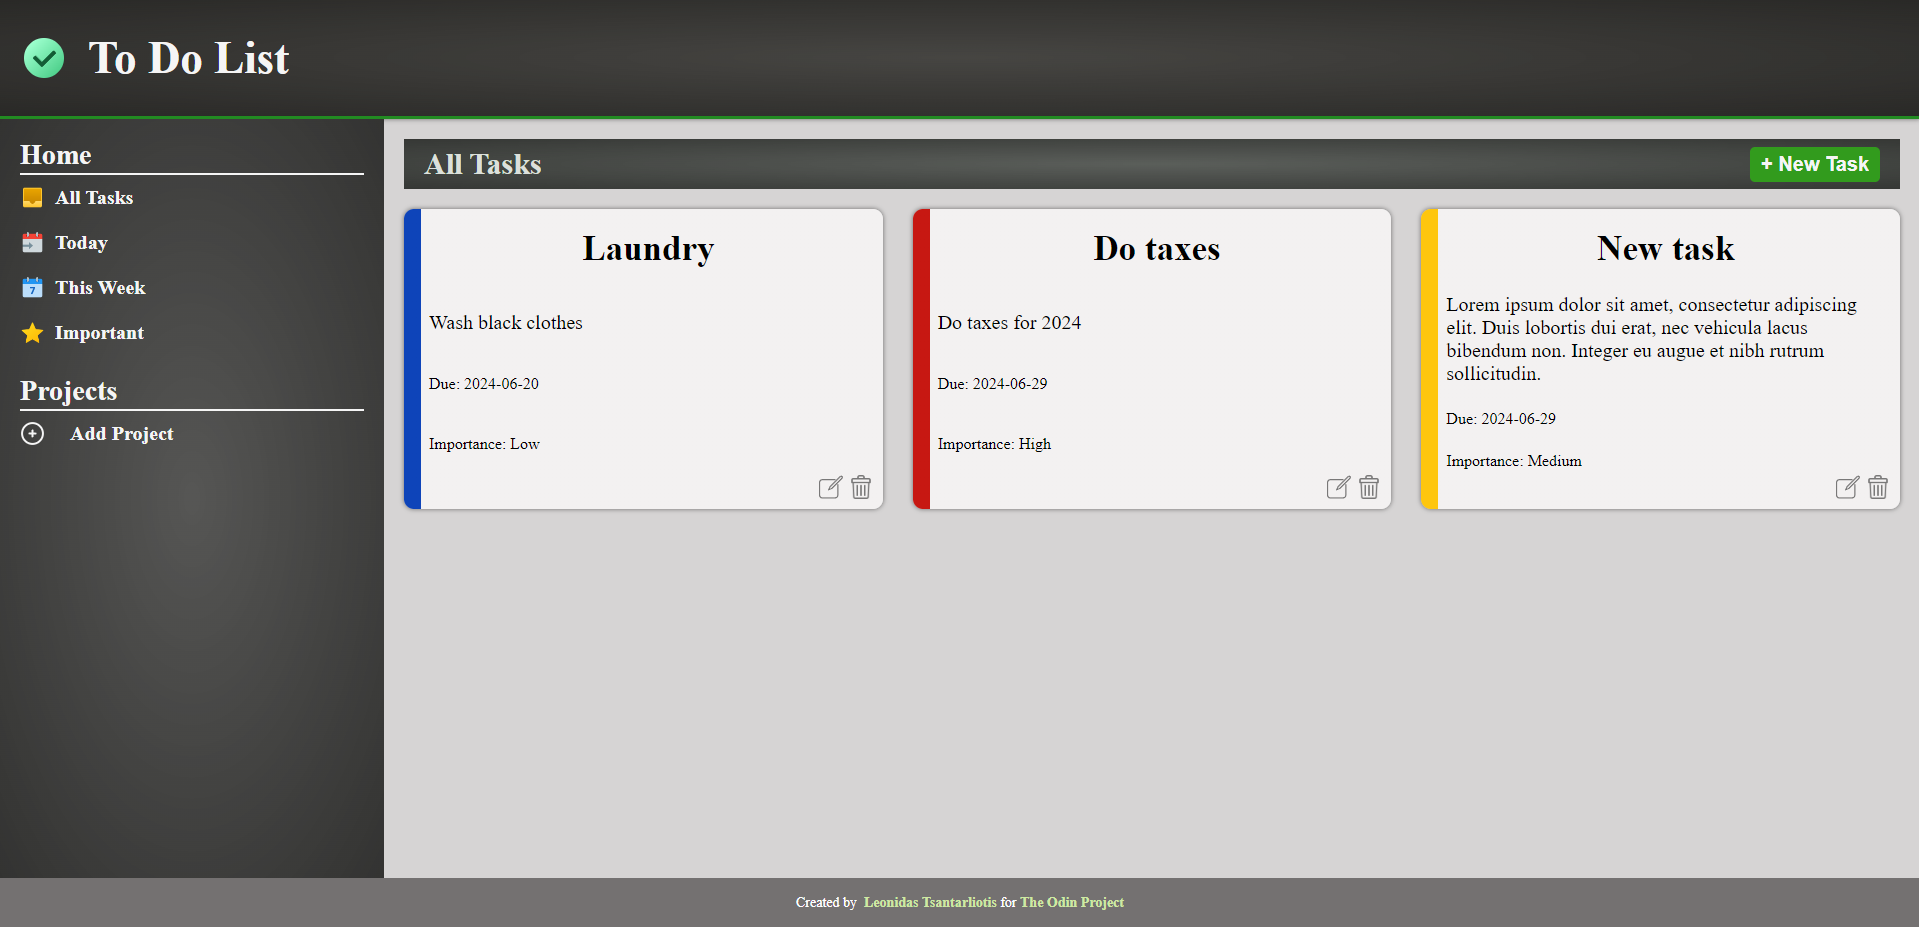 To Do List
Home
All Tasks
Today
7
This Week
Important
Projects
Add Project
All Tasks
+ New Task
Laundry
Wash black clothes
Due: 2024-06-20
Importance: Low
Do taxes
Do taxes for 2024
Due: 2024-06-29
Importance: High
New task
Lorem ipsum dolor sit amet, consectetur adipiscing
elit. Duis lobortis dui erat, nec vehicula lacus
bibendum non. Integer eu augue et nibh rutrum
sollicitudin.
Due: 2024-06-29
Importance: Medium
Created by Leonidas Tsantarliotis for The Odin Project